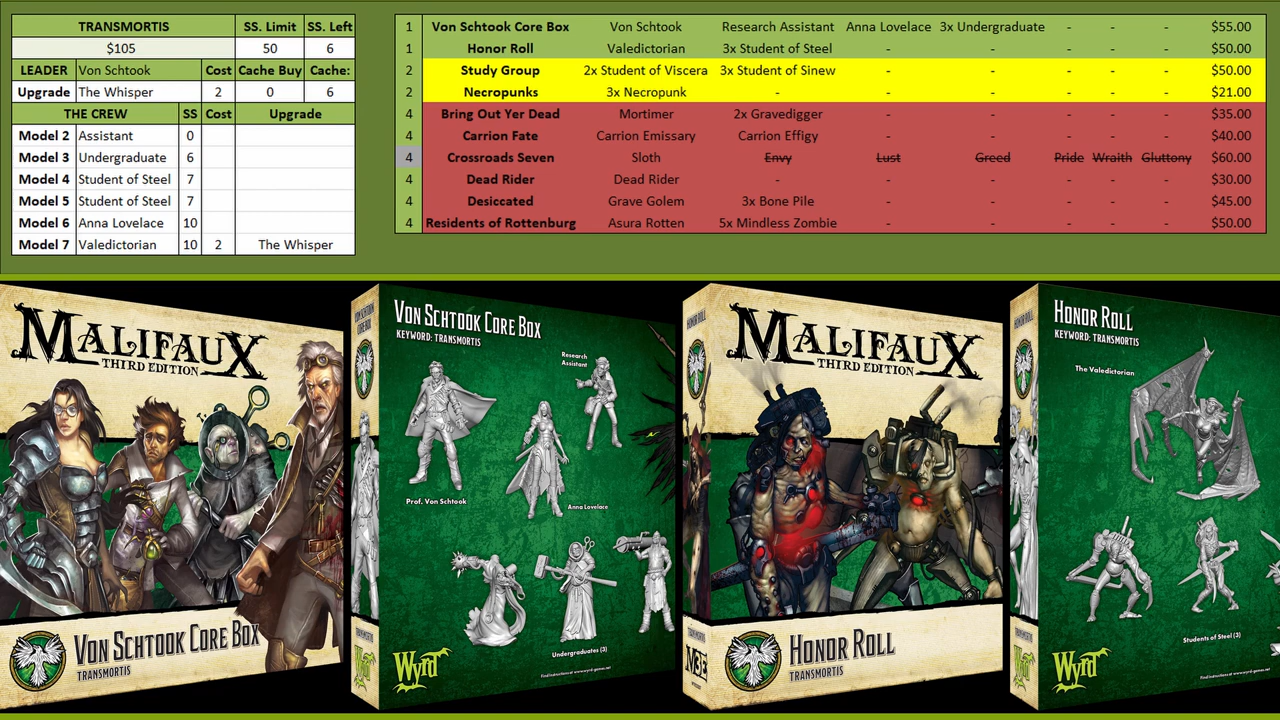 TRANSMORTIS SS. Limit SS. Left
$105 50 6
LEADER Von Schtook Cost Cache Buy Cache:
Upgrade The Whisper 2 0 6
THE CREW SS Cost Upgrade
Model 2 Assistant 0
Model 3 Undergraduate 6
Model 4 Student of Steel 7
Model 5 Student of Steel 7
Model 6 Anna Lovelace 10
Model 7 Valedictorian 10 2 The Whisper
1 Von Schtook Core Box Von Schtook Research Assistant Anna Lovelace 3x Undergraduate - - - $55.00
1 Honor Roll Valedictorian 3x Student of Steel - - - - - $50.00
2 Study Group 2x Student of Viscera 3x Student of Sinew - - - - - $50.00
2 Necropunks 3x Necropunk - - - - - - $21.00
4 Bring Out Yer Dead Mortimer 2x Gravedigger - - - - - $35.00
4 Carrion Fate Carrion Emissary Carrion Effigy - - - - - $40.00
4 Crossroads Seven Sloth Envy Lust Greed Pride Wraith Gluttony $60.00
4 Dead Rider Dead Rider - - - - - - $30.00
4 Desiccated Grave Golem 3x Bone Pile - - - - - $45.00
4 Residents of Rottenburg Asura Rotten 5x Mindless Zombie - - - - - $50.00
MALIFAUX
THIRD EDITION
VON SCHTOOK CORE BOX
TRANSMORTIS
VON SCHTOOK CORE BOX
KEYWORD: TRANSMORTIS
Research
Assistant
Prof. Von Schtook
Anna Lovelace
Undergraduates (3)
Wyrd
MALIFAUX
THIRD EDITION
HONOR ROLL
TRANSMORTIS
M3E
HONOR ROLL
KEYWORD: TRANSMORTIS
The Valedictorian
Students of Steel (3)
Wyrd